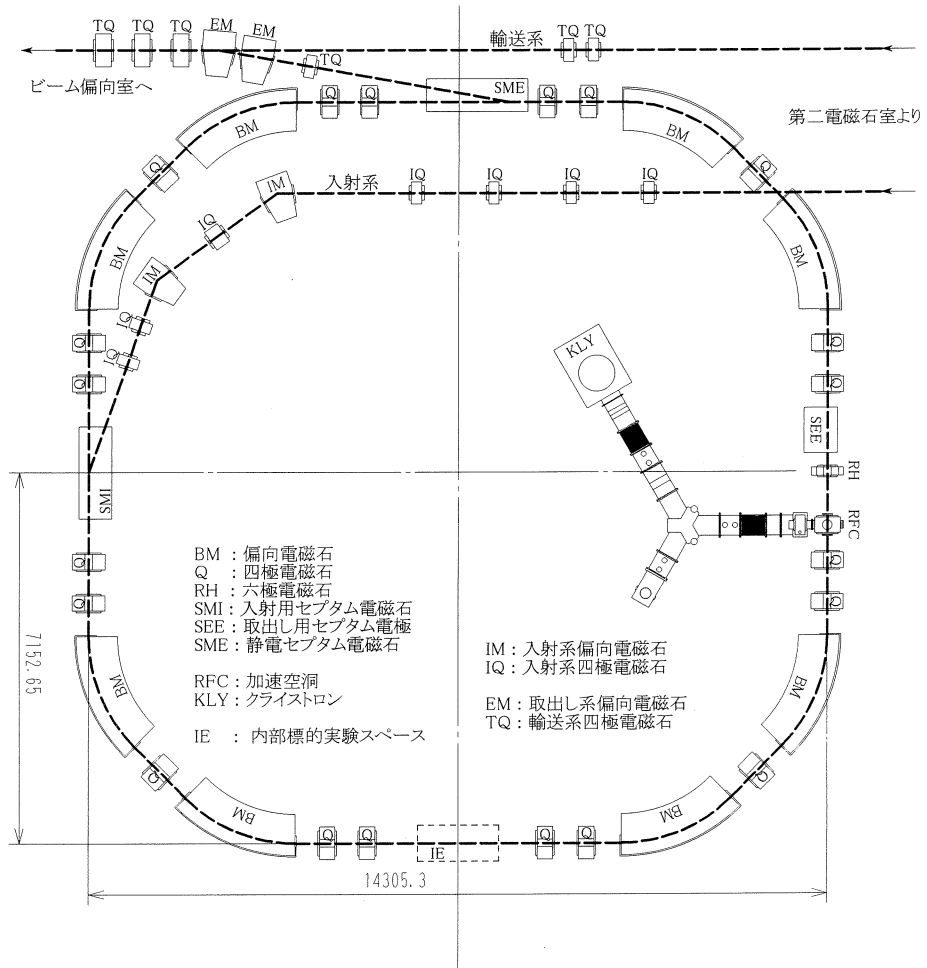 TQ TQ TQ EM EM TQ 輸送系 TQ TQ
ビーム偏向室へ
SME
Q Q Q Q
第二電磁石室より
BM BM
Q Q
IM 入射系 IQ IQ IQ IQ
IQ
BM BM
IM
IQ
IQ
Q Q
Q Q
KLY
SEE
RH
SMI
RFC
Q Q
Q Q
BM : 偏向電磁石
Q : 四極電磁石
RH : 六極電磁石
SMI : 入射用セプタム電磁石
SEE : 取出し用セプタム電極
SME : 静電セプタム電磁石
RFC : 加速空洞
KLY : クライストロン
IE : 内部標的実験スペース
IM : 入射系偏向電磁石
IQ : 入射系四極電磁石
EM : 取出し系偏向電磁石
TQ : 輸送系四極電磁石
7152.65
BM BM
Q Q
BM BM
Q Q IE Q Q
14305.3